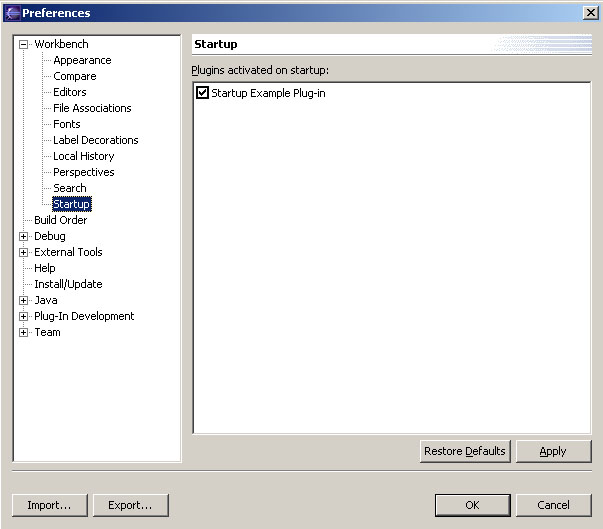 Preferences
Workbench
Appearance
Compare
Editors
File Associations
Fonts
Label Decorations
Local History
Perspectives
Search
Startup
Build Order
Debug
External Tools
Help
Install/Update
Java
Plug-In Development
Team
Startup
Plugins activated on startup:
Startup Example Plug-in
Restore Defaults
Apply
Import...
Export...
OK
Cancel